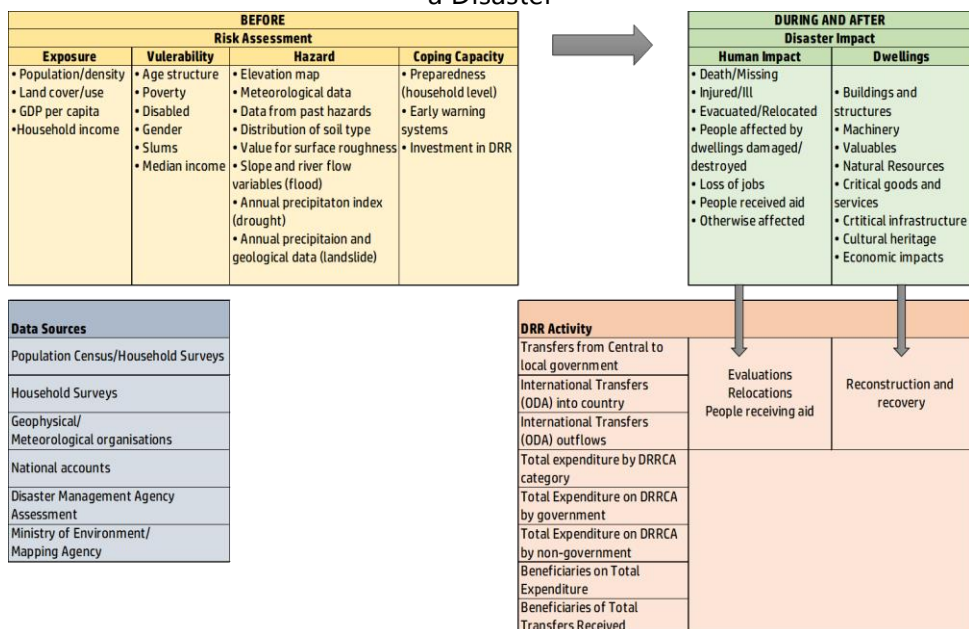 a Disaster
BEFORE
Risk Assessment
Exposure
• Population/density
• Land cover/use
• GDP per capita
•Household income
Vulerability
• Age structure
• Poverty
• Disabled
• Gender
• Slums
• Median income
Hazard
• Elevation map
• Meteorological data
• Data from past hazards
• Distribution of soil type
• Value for surface roughness
• Slope and river flow
variables (flood)
• Annual precipitaton index
(drought)
• Annual precipitaion and
geological data (landslide)
Coping Capacity
• Preparedness
(household level)
• Early warning
systems
• Investment in DRR
DURING AND AFTER
Disaster Impact
Human Impact
• Death/Missing
• Injured/Ill
• Evacuated/Relocated
• People affected by
dwellings damaged/
destroyed
• Loss of jobs
• People received aid
• Otherwise affected
Dwellings
• Buildings and
structures
• Machinery
• Valuables
• Natural Resources
• Critical goods and
services
• Crtitical infrastructure
• Cultural heritage
• Economic impacts
Data Sources
Population Census/Household Surveys
Household Surveys
Geophysical/
Meteorological organisations
National accounts
Disaster Management Agency
Assessment
Ministry of Environment/
Mapping Agency
DRR Activity
Transfers from Central to
local government
International Transfers
(ODA) into country
International Transfers
(ODA) outflows
Total expenditure by DRRCA
category
Total Expenditure on DRRCA
by government
Total Expenditure on DRRCA
by non-government
Beneficiaries on Total
Expenditure
Beneficiaries of Total
Transfers Received
Evaluations
Relocations
People receiving aid
Reconstruction and
recovery